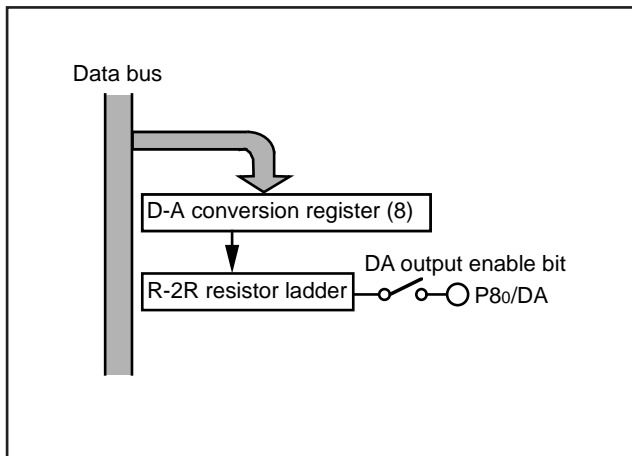 Data bus
D-A conversion register (8)
DA output enable bit
R-2R resistor ladder
P80/DA